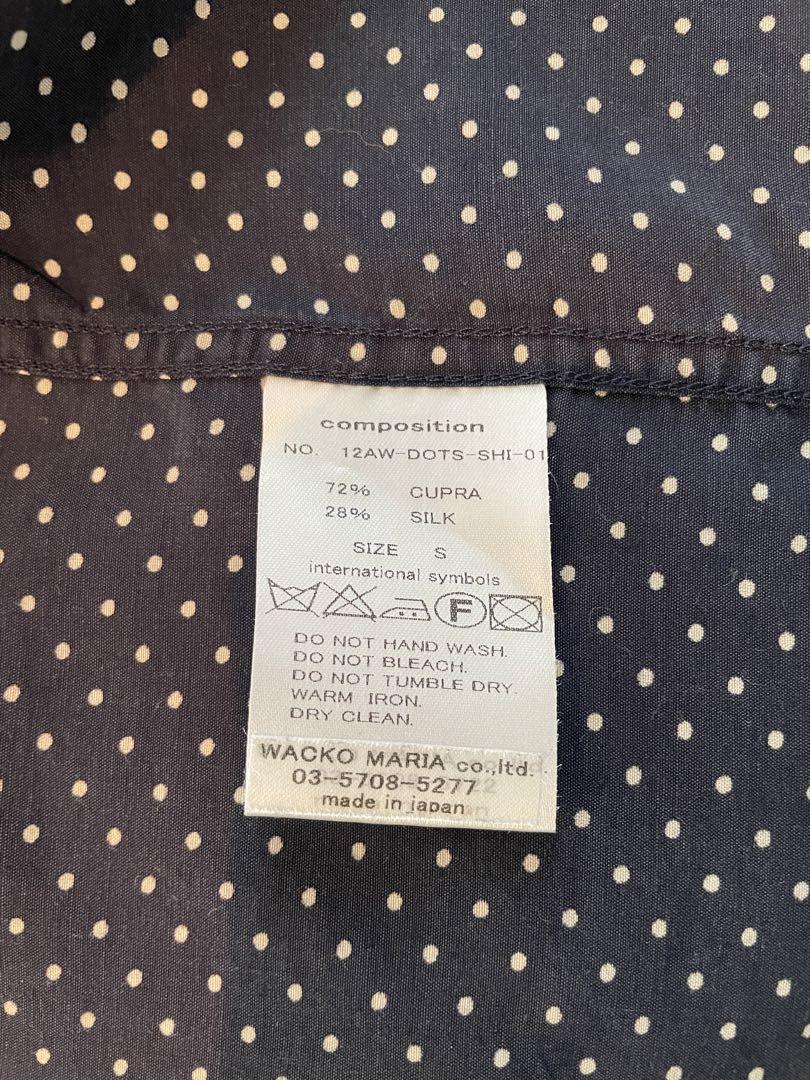 composition
NO. 12AW-DOTS-SHI-01
72% CUPRA
28% SILK
SIZE S
international symbols
F
DO NOT HAND WASH.
DO NOT BLEACH.
DO NOT TUMBLE DRY.
WARM IRON.
DRY CLEAN.
WACKO MARIA co.,ltd.
03-5708-5277
made in japan